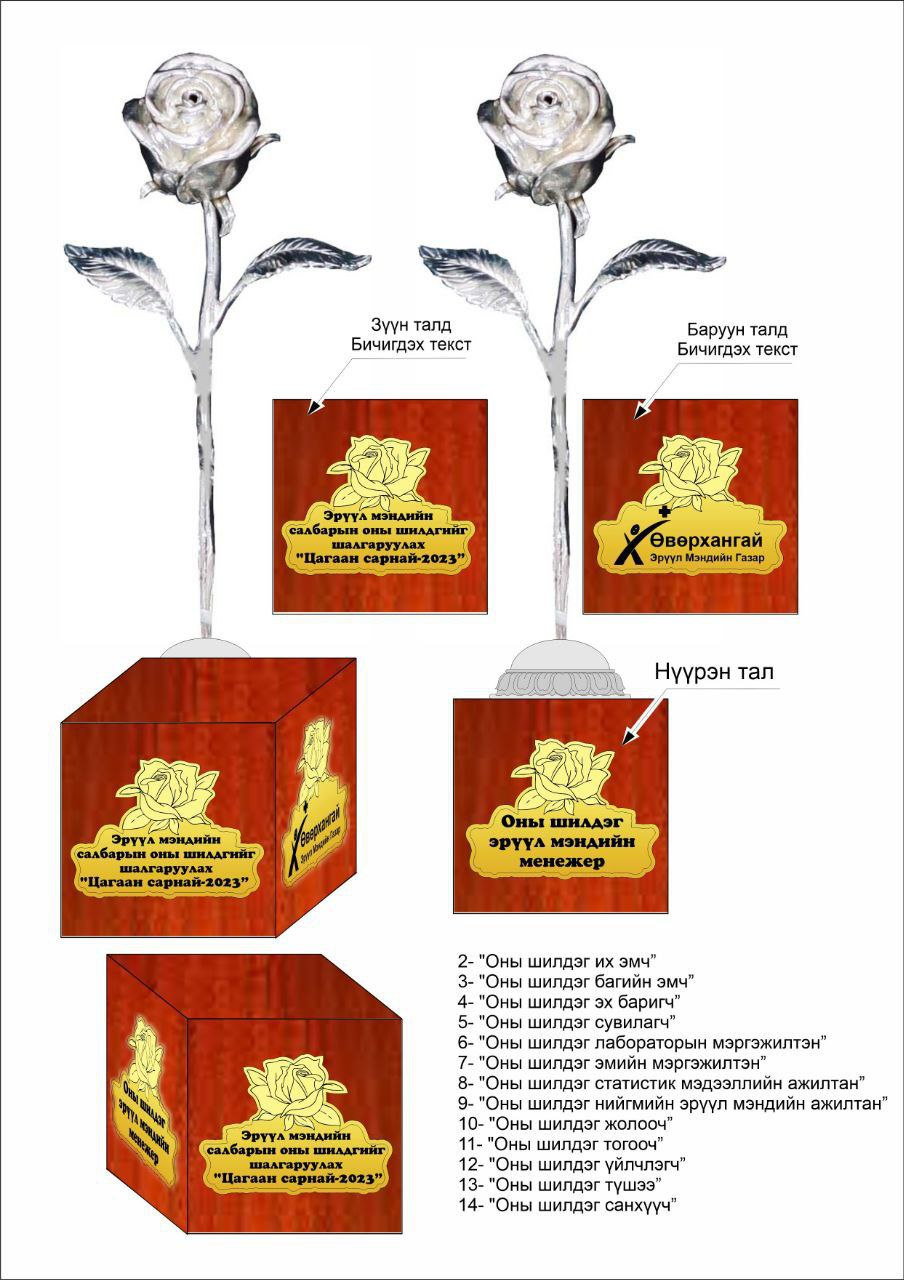 Зүүн талд
Бичигдэх текст
Баруун талд
Бичигдэх текст
Эрүүл мэндийн
салбарын оны шилдгийг
шалгаруулах
"Цагаан сарнай-2023”
Өвөрхангай
Эрүүл Мэндийн Газар
Нүүрэн тал
Эрүүл мэндийн
салбарын оны шилдгийг
шалгаруулах
"Цагаан сарнай-2023”
Өвөрхангай
Эрүүл Мэндийн Газар
Оны шилдэг
эрүүл мэндийн
менежер
2- "Оны шилдэг их эмч”
3- "Оны шилдэг багийн эмч”
4- "Оны шилдэг эх баригч”
5- "Оны шилдэг сувилагч”
6- "Оны шилдэг лабораторын мэргэжилтэн”
7- "Оны шилдэг эмийн мэргэжилтэн”
8- "Оны шилдэг статистик мэдээллийн ажилтан”
9- "Оны шилдэг нийгмийн эрүүл мэндийн ажилтан”
10- "Оны шилдэг жолооч”
11- "Оны шилдэг тогооч”
12- "Оны шилдэг үйлчлэгч”
13- "Оны шилдэг түшээ”
14- "Оны шилдэг санхүүч”
Оны шилдэг
эрүүл мэндийн
менежер
Эрүүл мэндийн
салбарын оны шилдгийг
шалгаруулах
"Цагаан сарнай-2023”